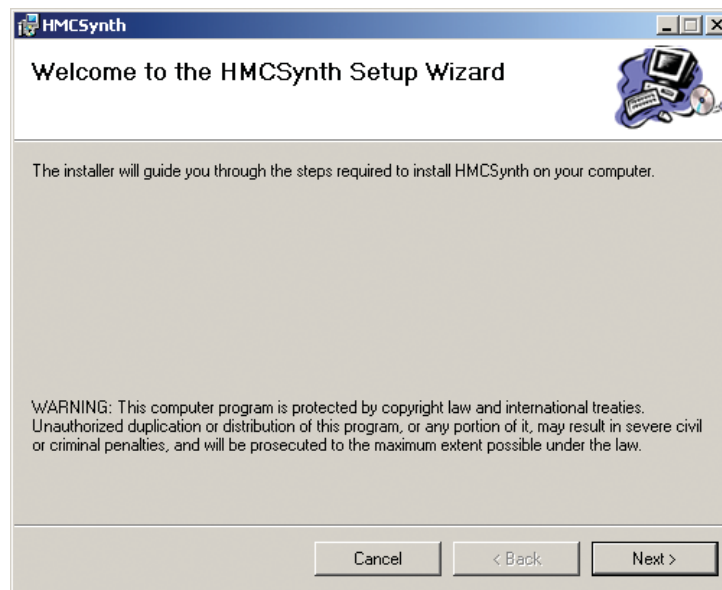 HMCSynth
Welcome to the HMCSynth Setup Wizard
The installer will guide you through the steps required to install HMCSynth on your computer.
WARNING: This computer program is protected by copyright law and international treaties.
Unauthorized duplication or distribution of this program, or any portion of it, may result in severe civil
or criminal penalties, and will be prosecuted to the maximum extent possible under the law.
Cancel < Back Next >